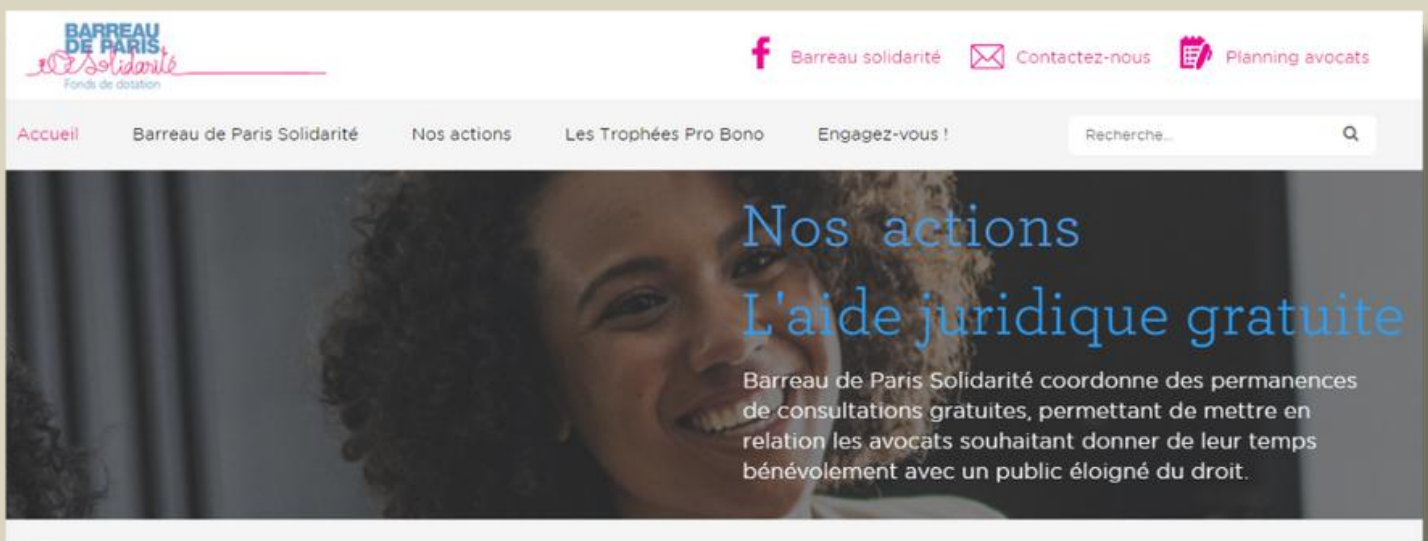 BARREAU
DE PARIS
Solidarité
Fonds de dotation
Barreau solidarité
Contactez-nous
Planning avocats
Accueil
Barreau de Paris Solidarité
Nos actions
Les Trophées Pro Bono
Engagez-vous !
Recherche...
Nos actions
L'aide juridique gratuite
Barreau de Paris Solidarité coordonne des permanences
de consultations gratuites, permettant de mettre en
relation les avocats souhaitant donner de leur temps
bénévolement avec un public éloigné du droit.